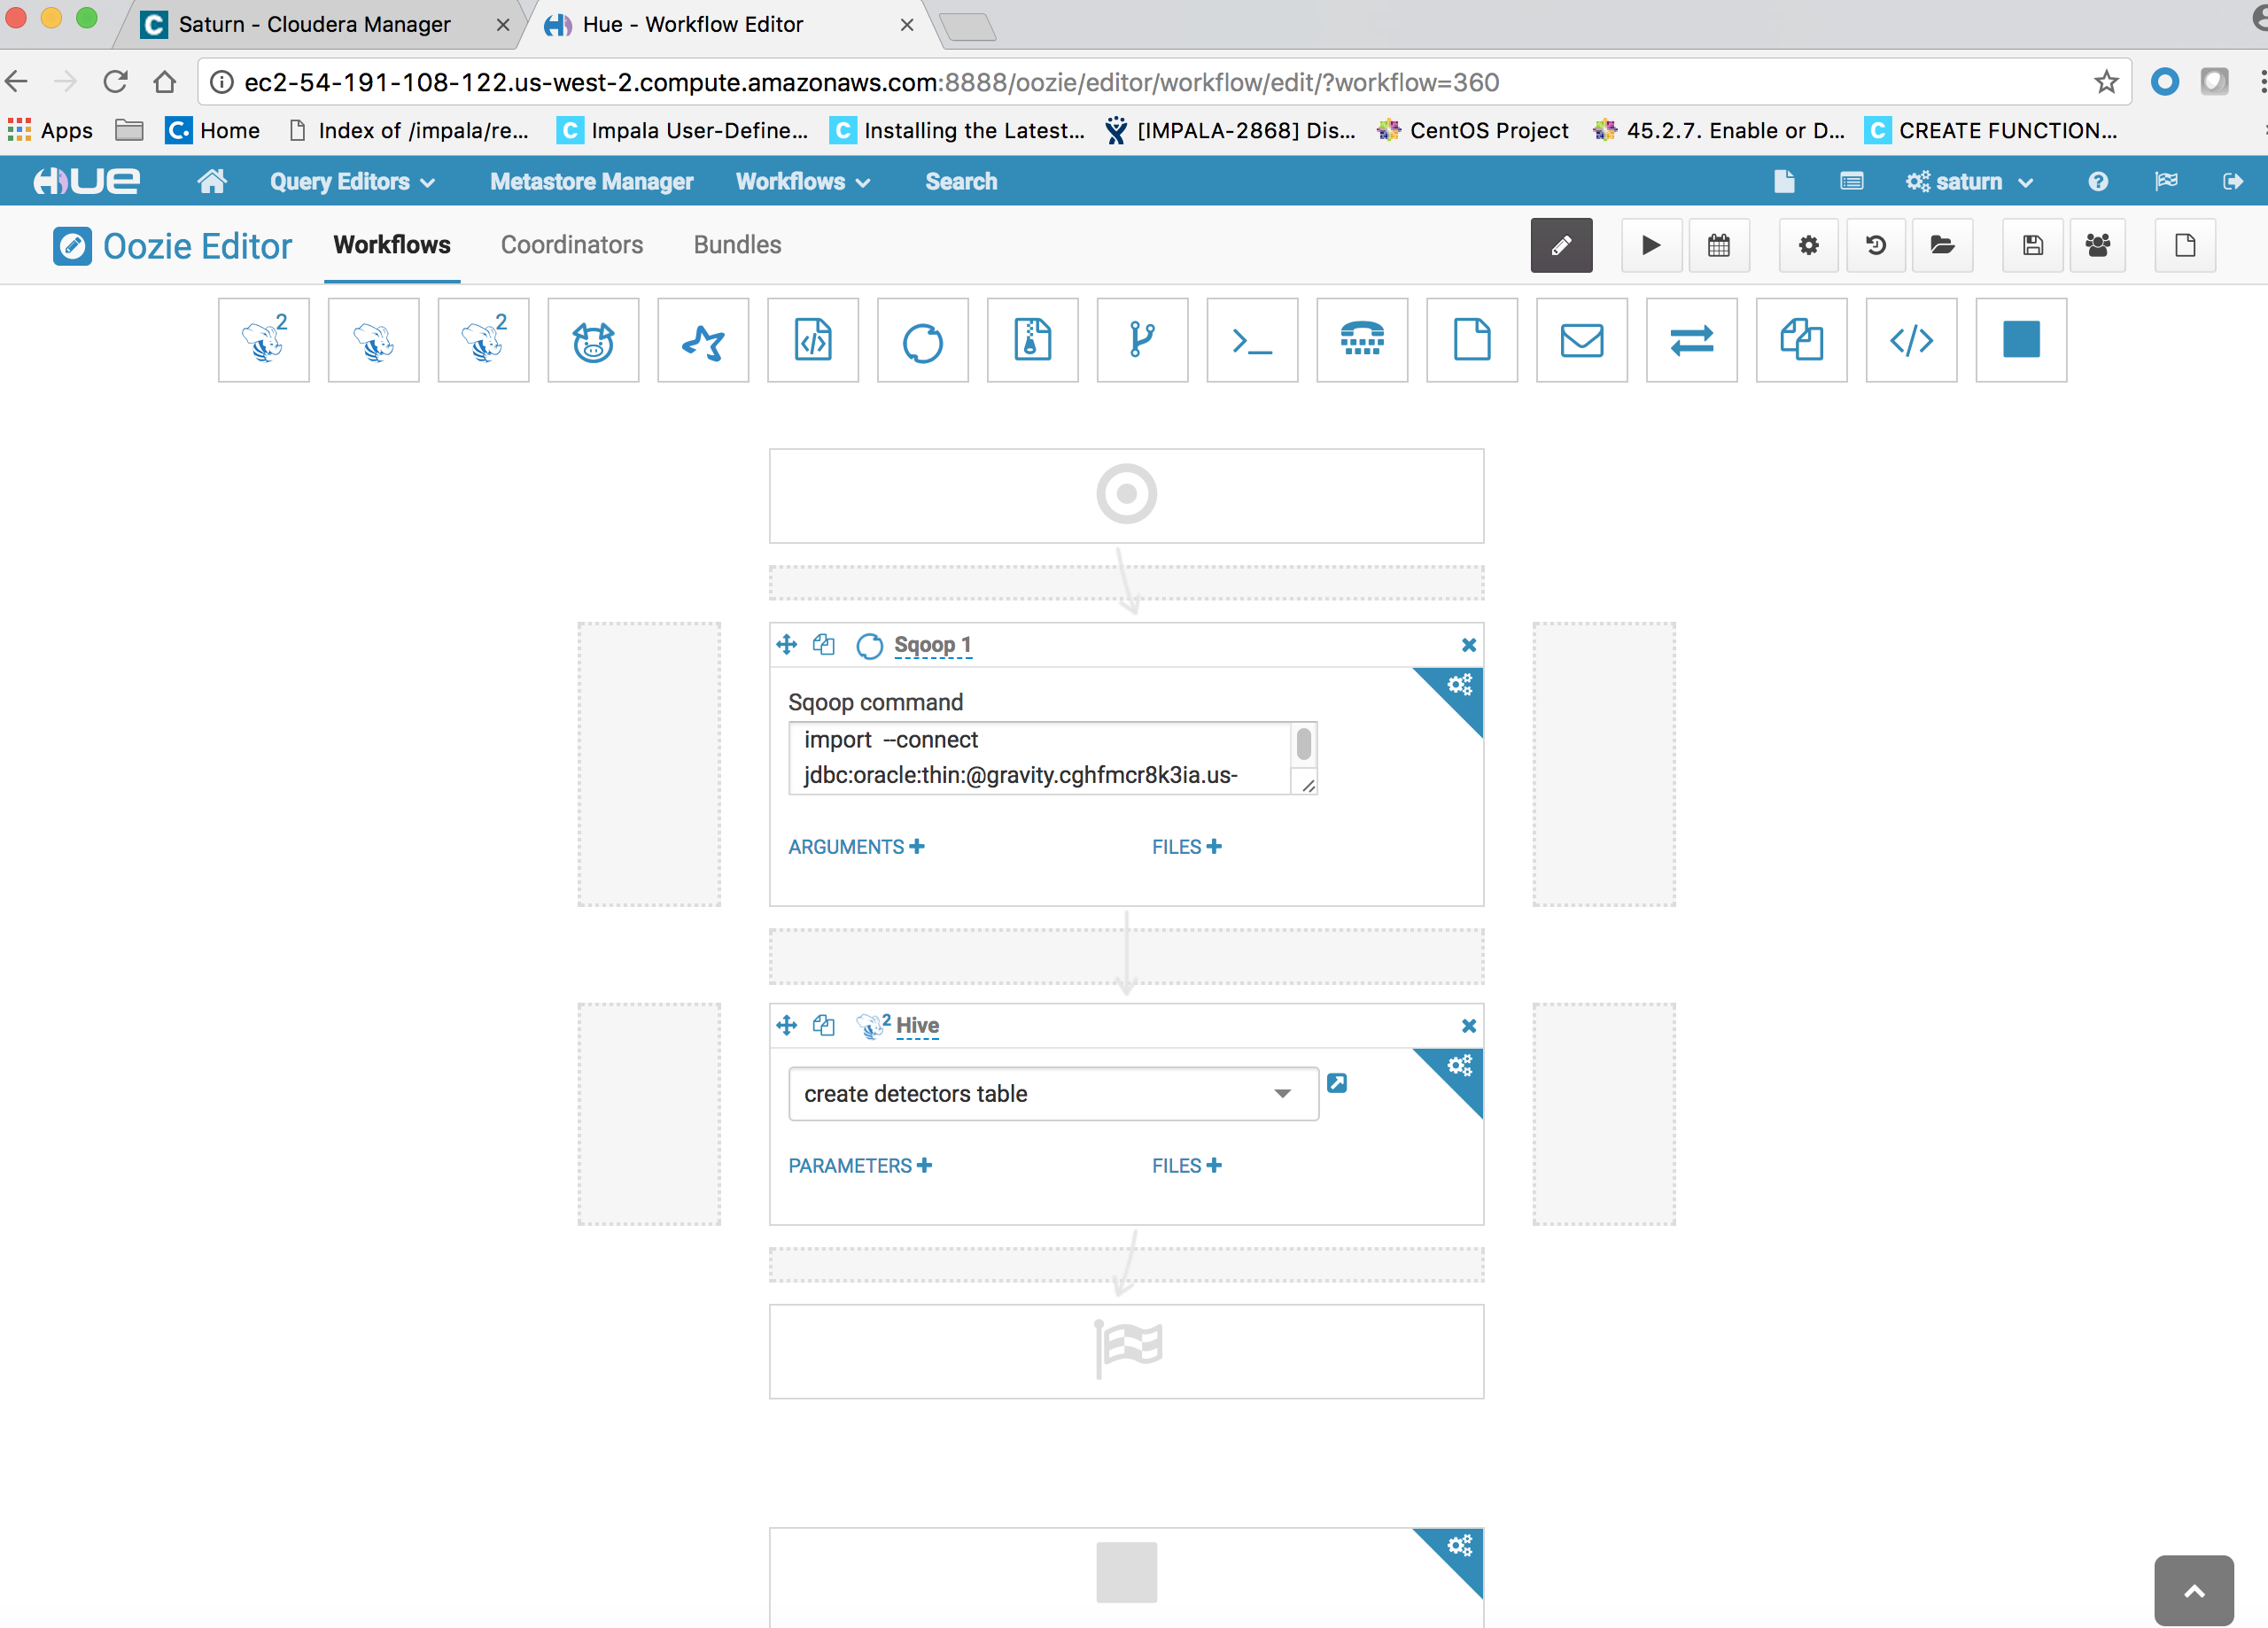 Saturn - Cloudera Manager
Hue - Workflow Editor
ec2-54-191-108-122.us-west-2.compute.amazonaws.com:8888/oozie/editor/workflow/edit/?workflow=360
Apps
Home
Index of /impala/re...
Impala User-Define...
Installing the Latest...
[IMPALA-2868] Dis...
CentOS Project
45.2.7. Enable or D...
CREATE FUNCTION...
HUE
Query Editors
Metastore Manager
Workflows
Search
saturn
Oozie Editor
Workflows
Coordinators
Bundles
2
2
Sqoop 1
Sqoop command
import --connect
jdbc:oracle:thin:@gravity.cghfmcr8k3ia.us-
ARGUMENTS
FILES
2 Hive
create detectors table
PARAMETERS
FILES